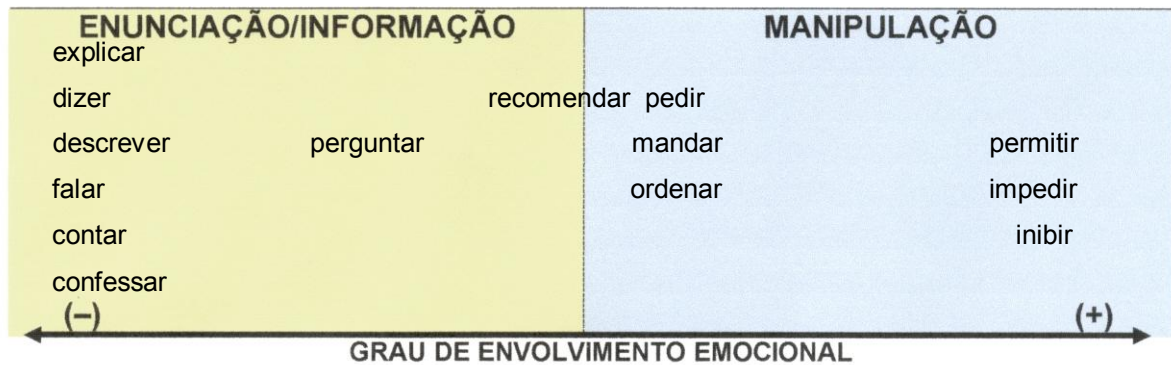 ENUNCIAÇÃO/INFORMAÇÃO MANIPULAÇÃO
explicar
dizer recomendar pedir
descrever perguntar mandar permitir
falar ordenar impedir
contar inibir
confessar
(–) (+)
GRAU DE ENVOLVIMENTO EMOCIONAL